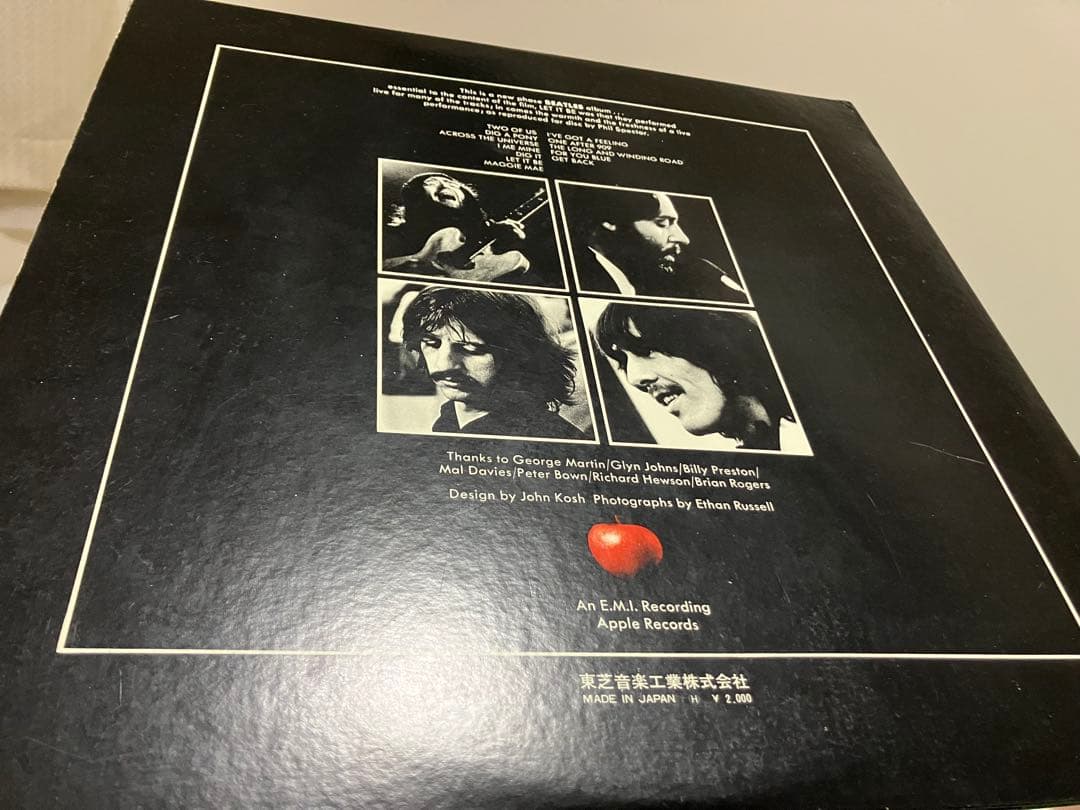 This is a new phase BEATLES album . . .
essential to the content of the film, LET IT BE was that they performed
live for many of the tracks; in comes the warmth and the freshness of a live
performance; as reproduced for disc by Phil Spector.
TWO OF US
DIG A PONY
ACROSS THE UNIVERSE
I ME MINE
DIG IT
LET IT BE
MAGGIE MAE
I'VE GOT A FEELING
ONE AFTER 909
THE LONG AND WINDING ROAD
FOR YOU BLUE
GET BACK
Thanks to George Martin/Glyn Johns/Billy Preston/
Mal Davies/Peter Bown/Richard Hewson/Brian Rogers
Design by John Kosh Photographs by Ethan Russell
An E.M.I. Recording
Apple Records
東芝音楽工業株式会社
MADE IN JAPAN H ¥ 2,000